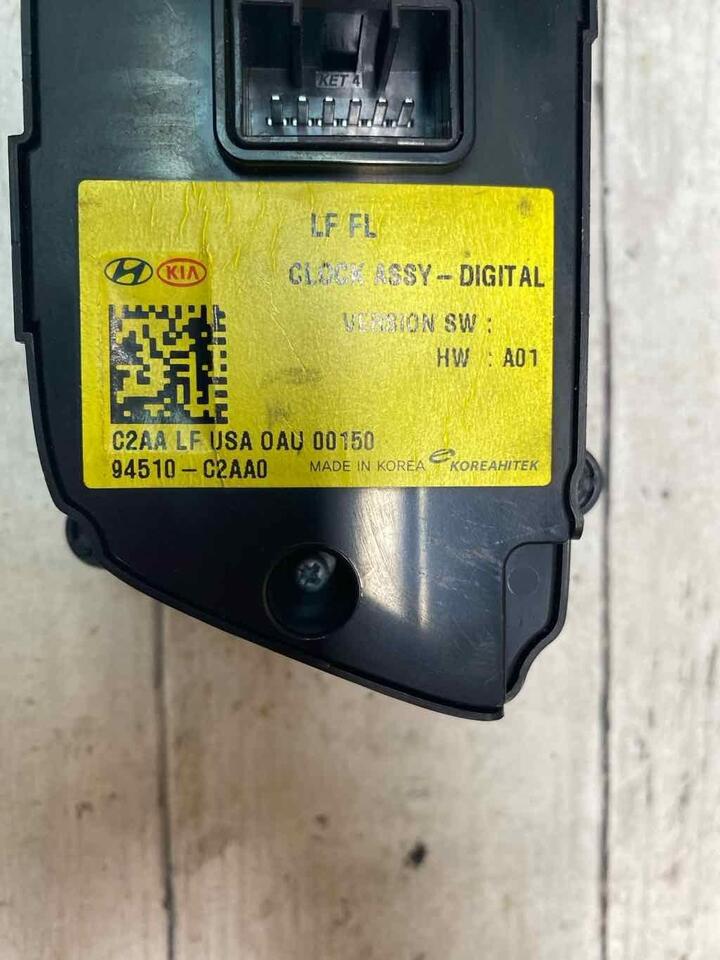 KET 4
LF FL
KIA
CLOCK ASSY-DIGITAL
VERSION SW :
HW : A01
C2AA LF USA 0AU 00150
94510-C2AA0 MADE IN KOREA KOREAHITEK